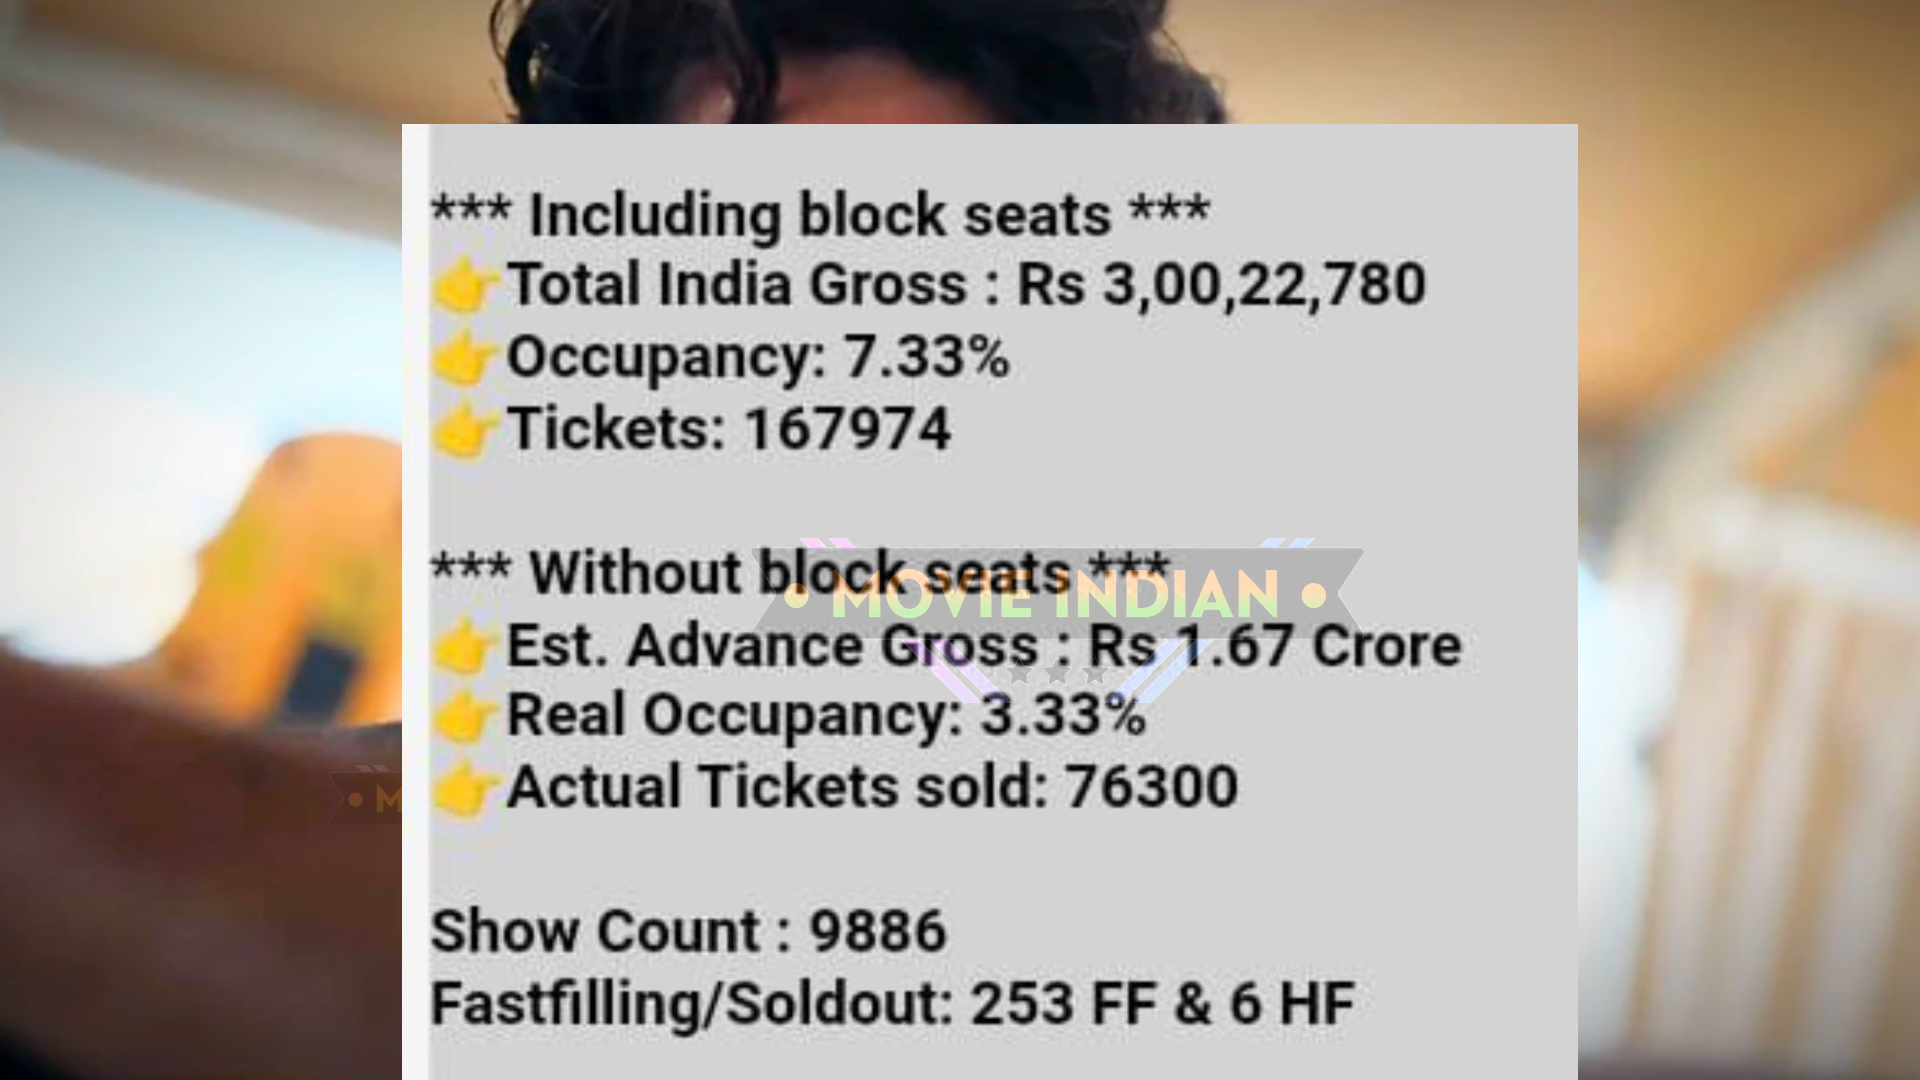 *** Including block seats ***
👉Total India Gross : Rs 3,00,22,780
👉Occupancy: 7.33%
👉Tickets: 167974
*** Without block seats ***
• MOVIE INDIAN •
👉Est. Advance Gross : Rs 1.67 Crore
👉Real Occupancy: 3.33%
👉Actual Tickets sold: 76300
• M
Show Count : 9886
Fastfilling/Soldout: 253 FF & 6 HF